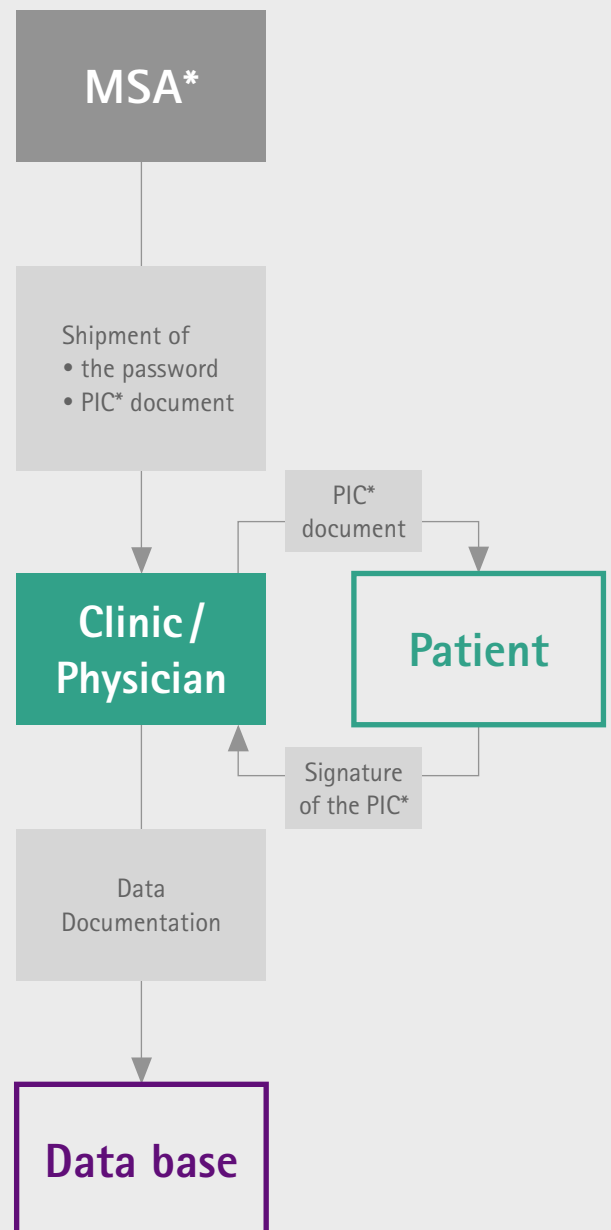 MSA*
Shipment of
• the password
• PIC* document
PIC*
document
Clinic /
Physician
Patient
Signature
of the PIC*
Data
Documentation
Data base